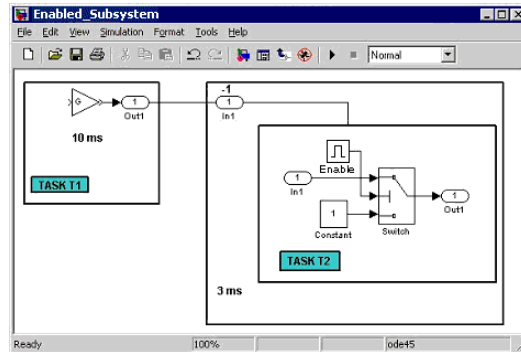 Enabled_Subsystem
File Edit View Simulation Format Tools Help
Normal
G
1
Out1
10 ms
TASK T1
-1
1
In1
Enable
1
In1
1
Constant
Switch
1
Out1
TASK T2
3 ms
Ready
100%
ode45